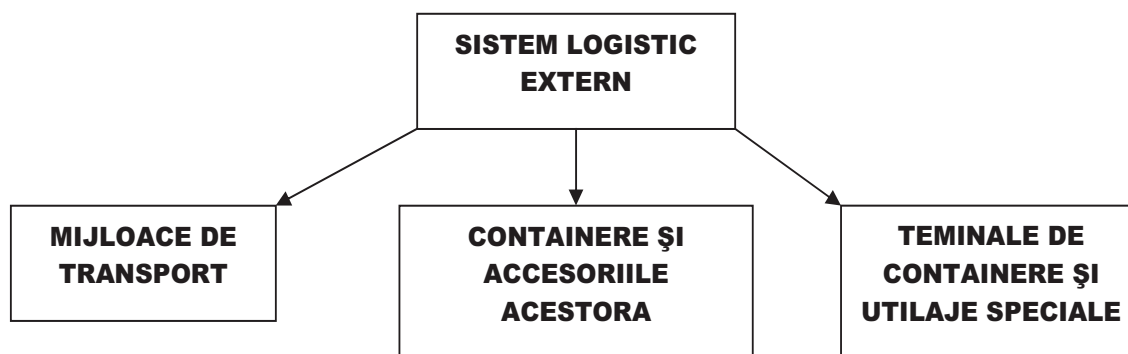 SISTEM LOGISTIC
EXTERN
MIJLOACE DE
TRANSPORT
CONTAINERE ŞI
ACCESORIILE
ACESTORA
TEMINALE DE
CONTAINERE ŞI
UTILAJE SPECIALE